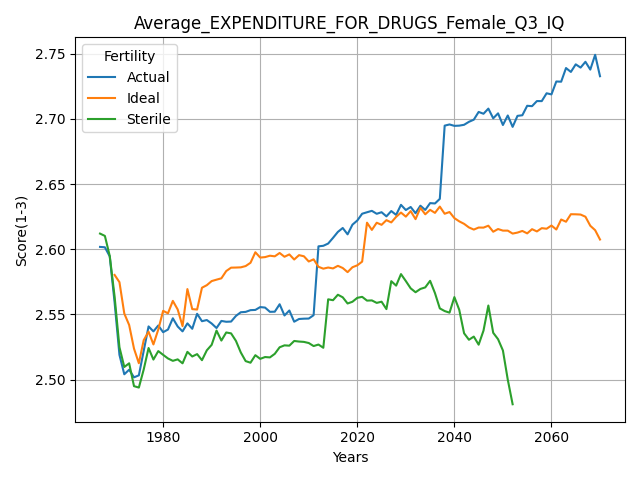 Average_EXPENDITURE_FOR_DRUGS_Female_Q3_IQ
Fertility
Actual
Ideal
Sterile
Score(1-3)
2.75
2.70
2.65
2.60
2.55
2.50
1980
2000
2020
2040
2060
Years